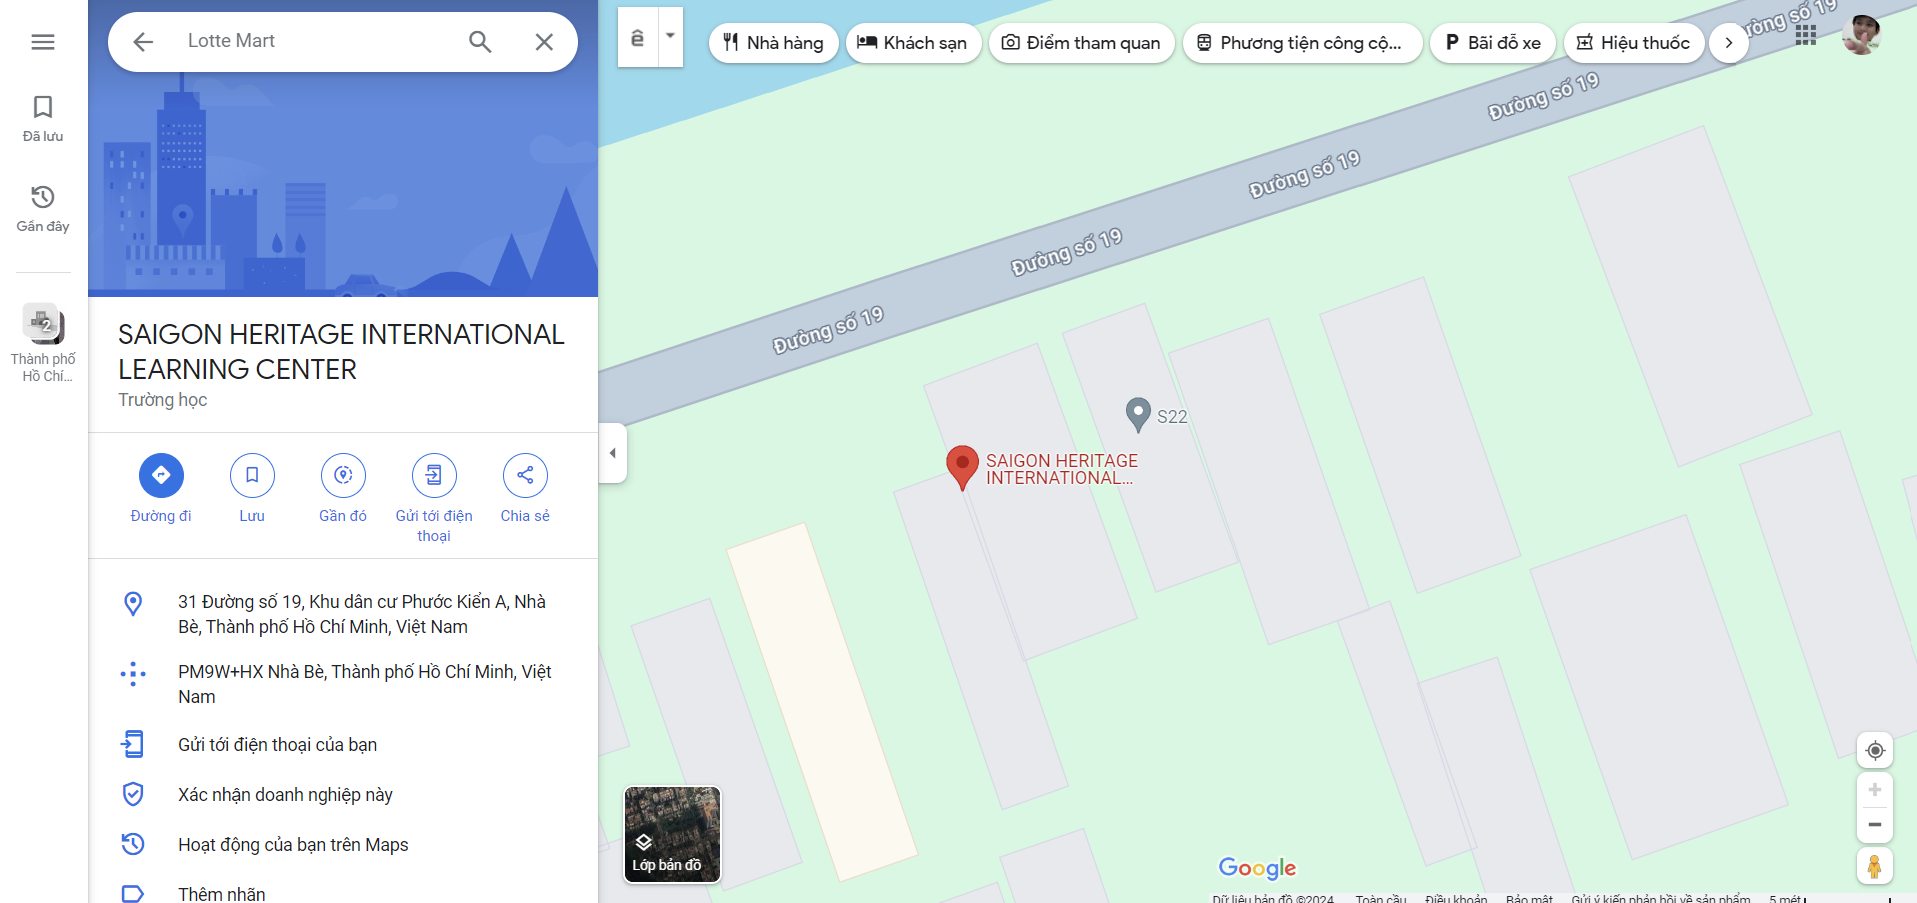 Lotte Mart
Đã lưu
Gần đây
2
Thành phố
Hồ Chí...
SAIGON HERITAGE INTERNATIONAL
LEARNING CENTER
Trường học
Đường đi
Lưu
Gần đó
Gửi tới điện
thoại
Chia sẻ
31 Đường số 19, Khu dân cư Phước Kiển A, Nhà
Bè, Thành phố Hồ Chí Minh, Việt Nam
PM9W+HX Nhà Bè, Thành phố Hồ Chí Minh, Việt
Nam
Gửi tới điện thoại của bạn
Xác nhận doanh nghiệp này
Hoạt động của bạn trên Maps
Thêm nhãn
ê
Nhà hàng
Khách sạn
Điểm tham quan
Phương tiện công cộ...
P Bãi đỗ xe
Hiệu thuốc
Đường số 19
Đường số 19
Đường số 19
Đường số 19
ường số 19
S22
SAIGON HERITAGE
INTERNATIONAL...
Lớp bản đồ
Google
Dữ liệu bản đồ ©2024 Toàn cầu Điều khoản Bảo mật Gửi ý kiến phản hồi về sản phẩm 5 mét